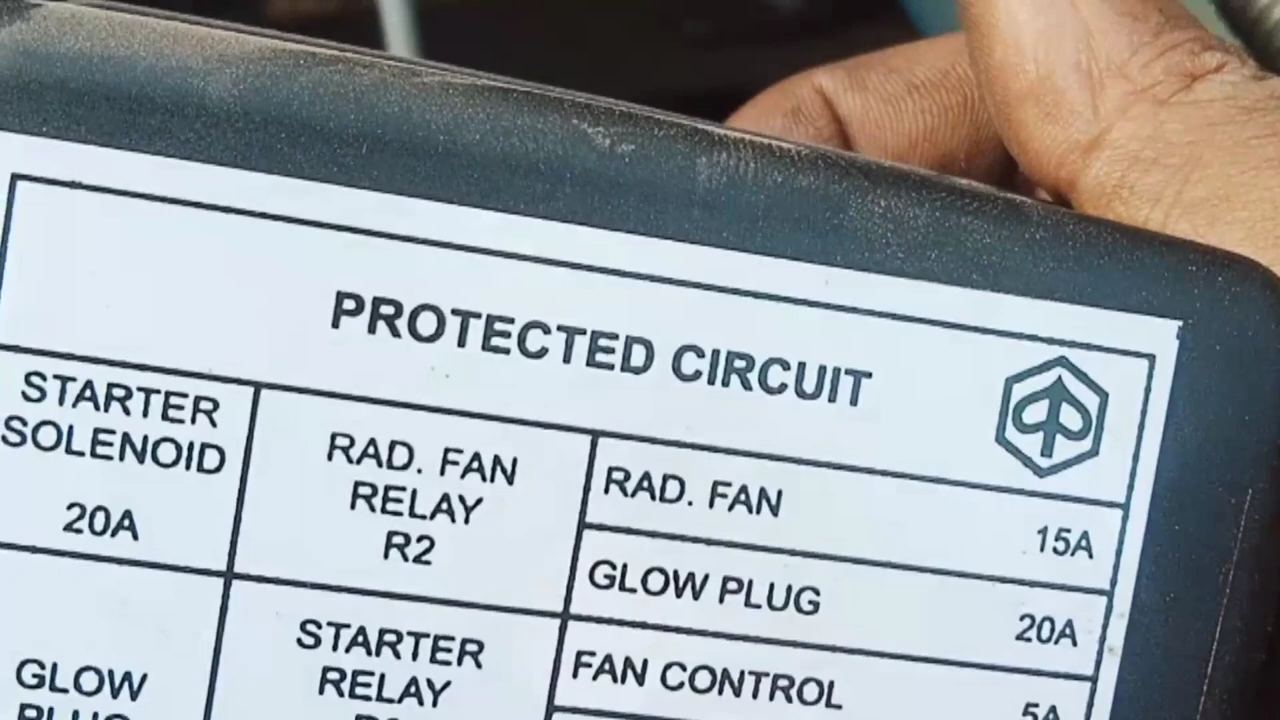 PROTECTED CIRCUIT
STARTER
SOLENOID
20A
RAD. FAN
RELAY
R2
RAD. FAN 15A
GLOW PLUG 20A
FAN CONTROL 5A
STARTER
RELAY
GLOW
PLUG